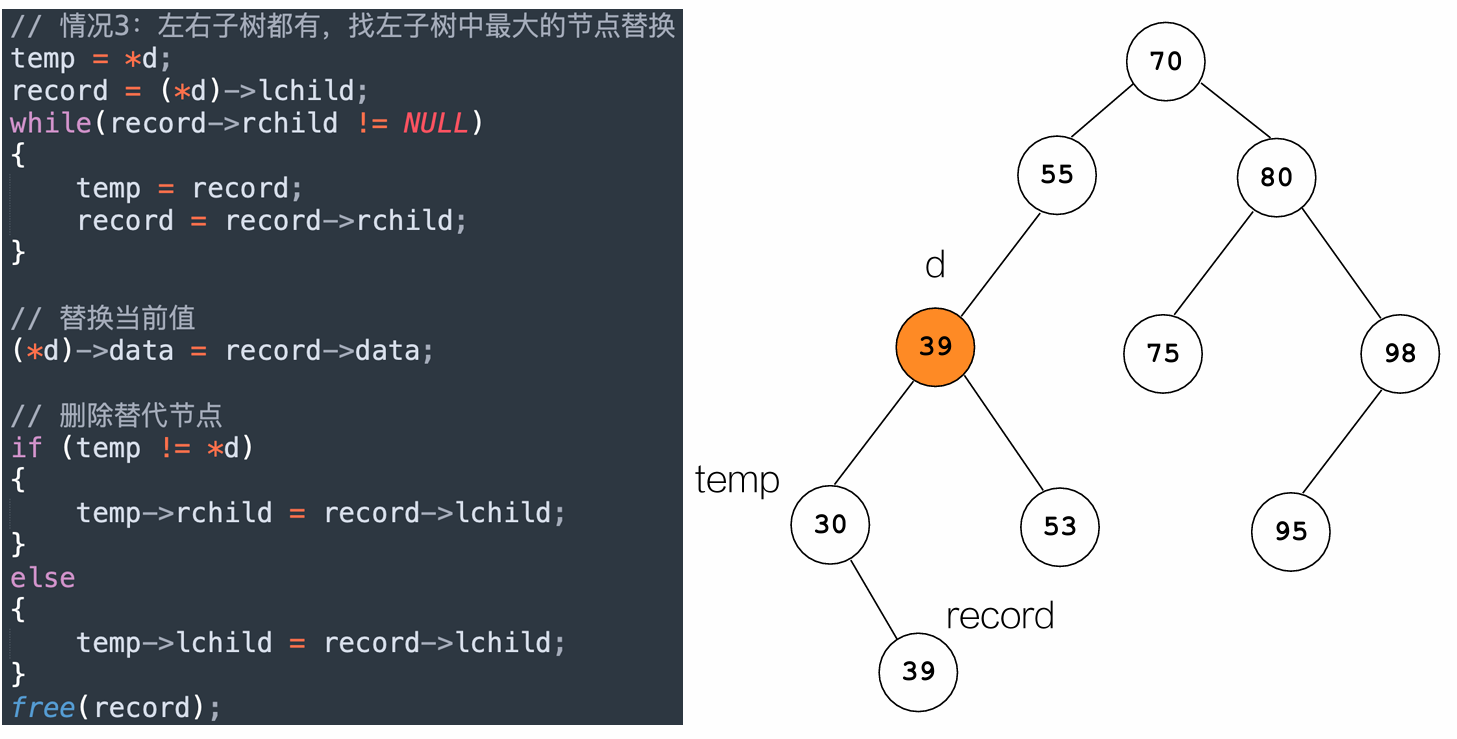 // 情况3：左右子树都有，找左子树中最大的节点替换
temp = *d;
record = (*d)->lchild;
while(record->rchild != NULL)
{
    temp = record;
    record = record->rchild;
}
// 替换当前值
(*d)->data = record->data;
// 删除替代节点
if (temp != *d)
{
    temp->rchild = record->lchild;
}
else
{
    temp->lchild = record->lchild;
}
free(record);
70
55
80
d
39
75
98
temp
30
53
95
record
39